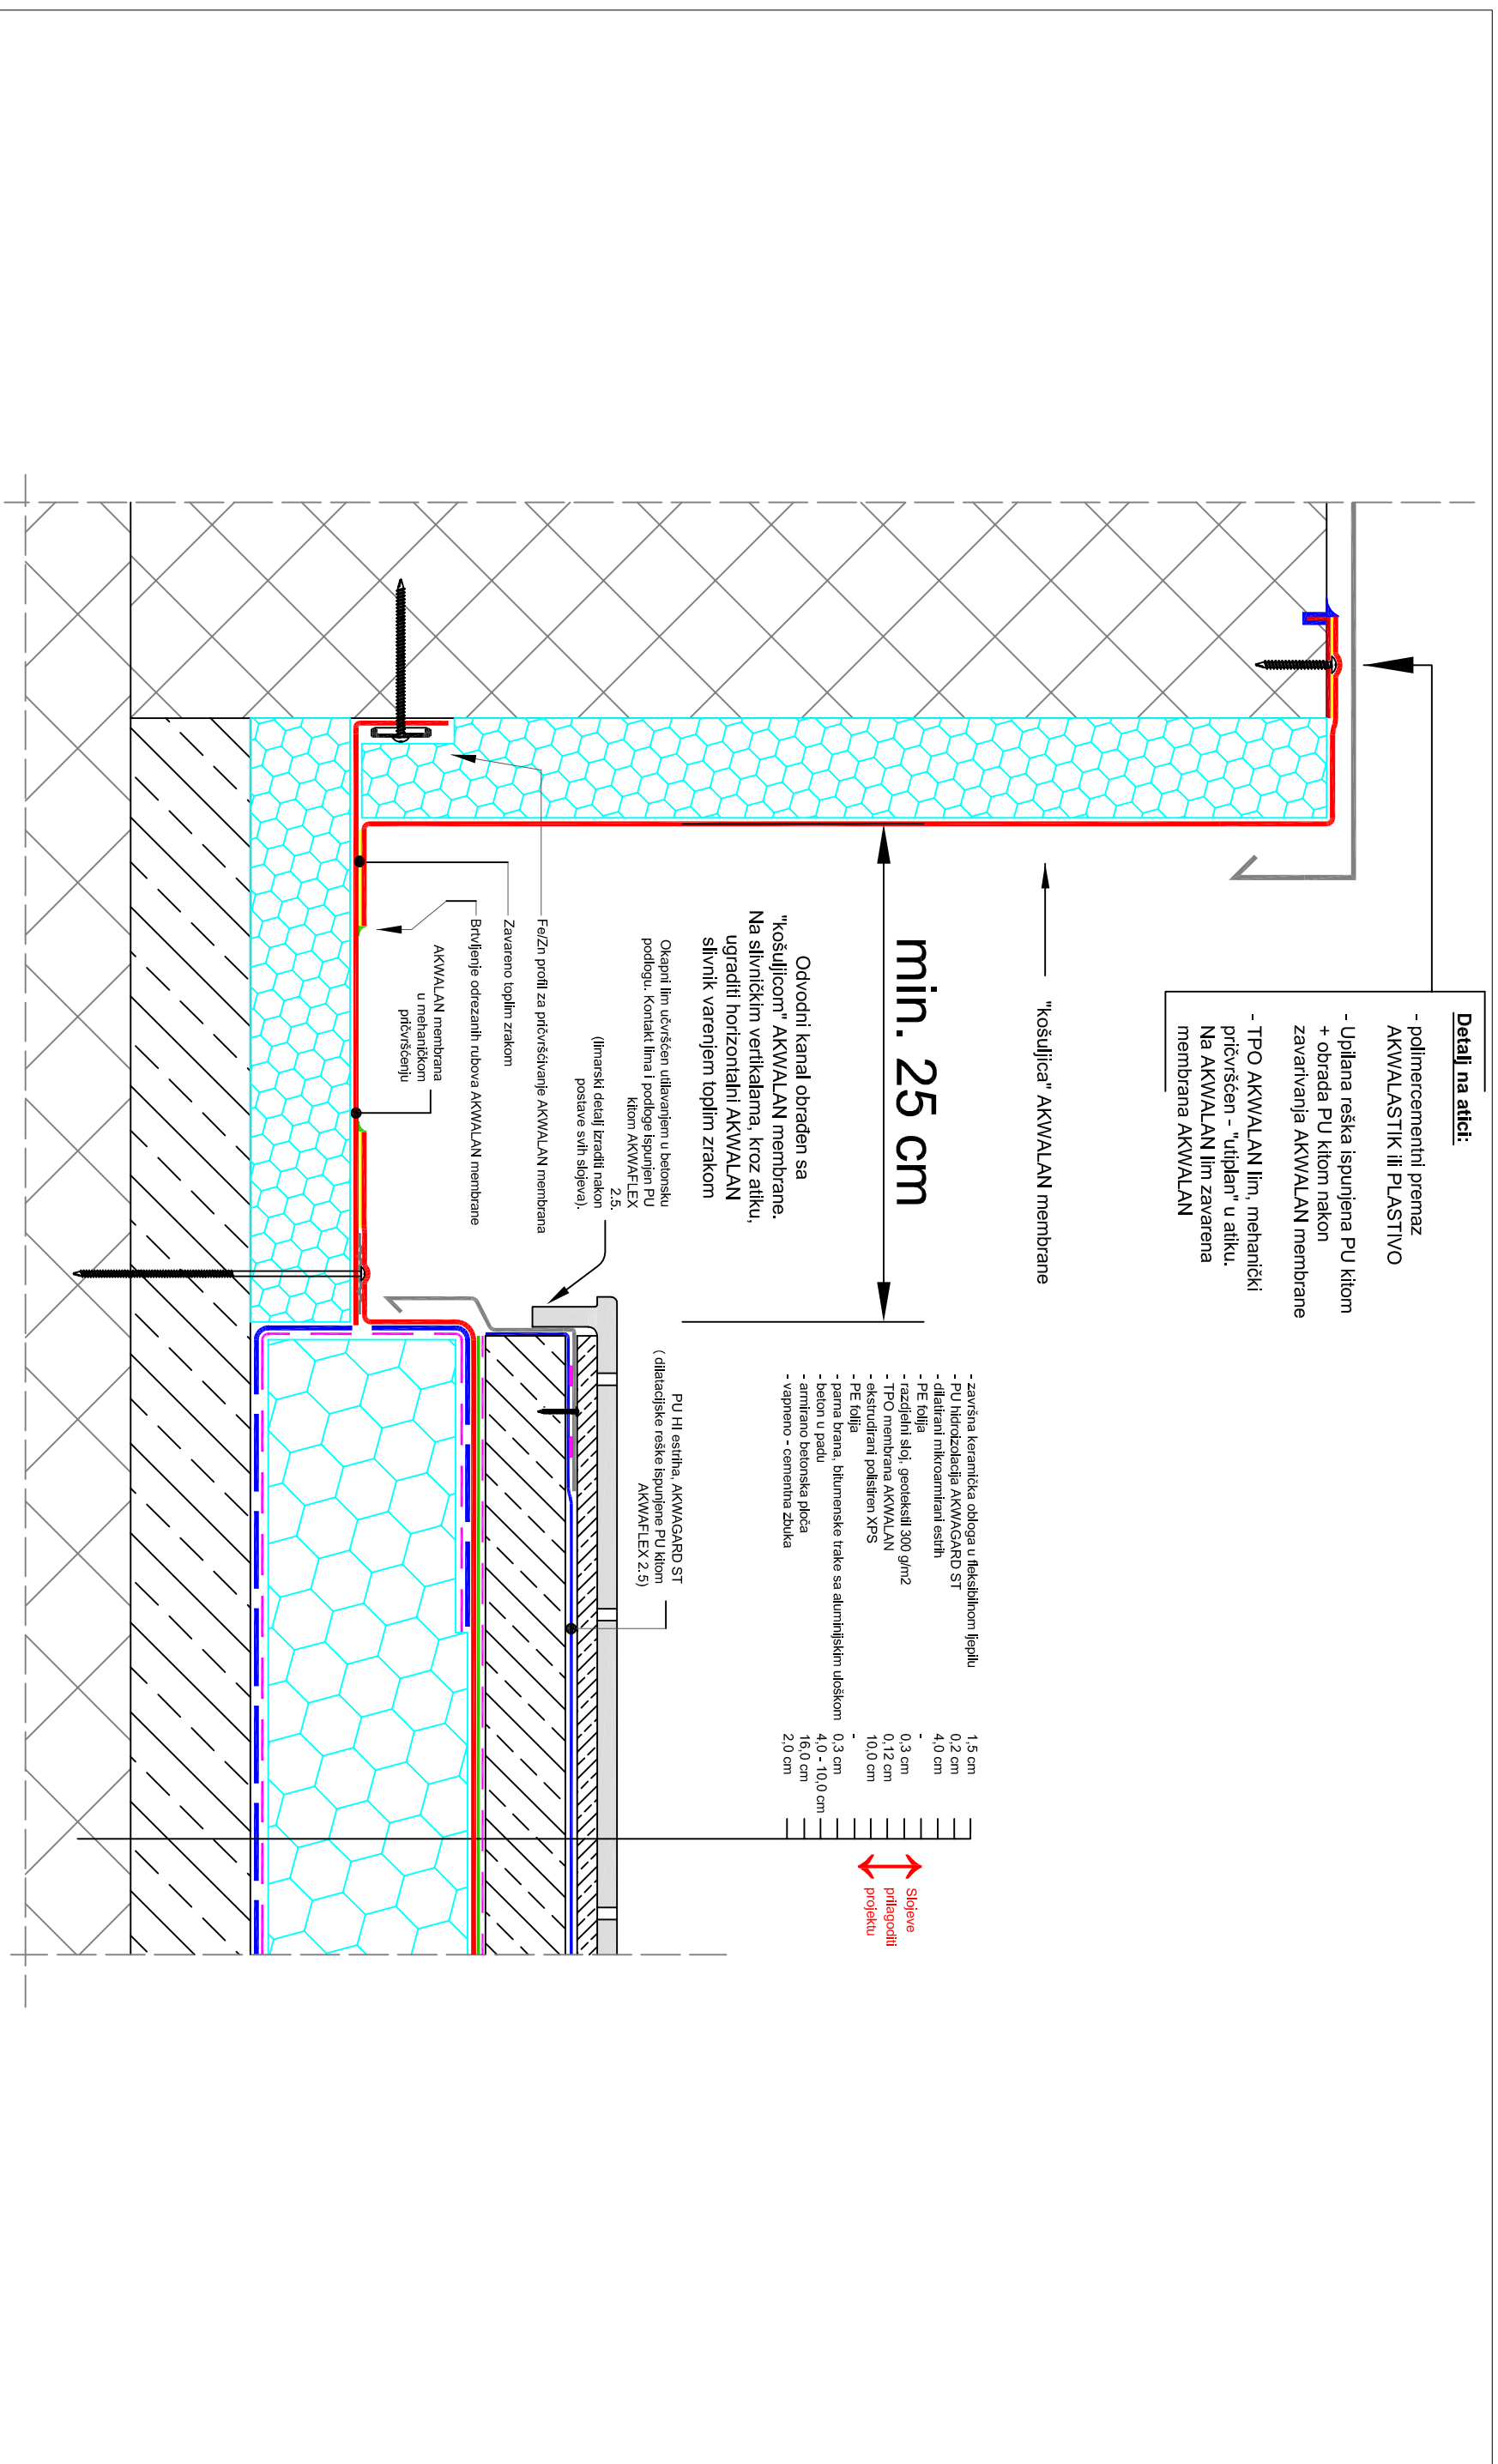 Detalj na atici:
- polimercementni premaz
AKWALASTIK ili PLASTIVO
- Upilana reška ispunjena PU kitom
+ obrada PU kitom nakon
zavarivanja AKWALAN membrane
- TPO AKWALAN lim, mehanički
pričvršćen - "utiplan" u atiku.
Na AKWALAN lim zavarena
membrana AKWALAN
"košuljica" AKWALAN membrane
min. 25 cm
Odvodni kanal obrađen sa
"košuljicom" AKWALAN membrane.
Na slivničkim vertikalama, kroz atiku,
ugraditi horizontalni AKWALAN
slivnik varenjem toplim zrakom
- završna keramička obloga u fleksibilnom ljepilu 1,5 cm
- PU hidroizolacija AKWAGARD ST 0,2 cm
- dilatirani mikroarmirani estrih 4,0 cm
- PE folija -
- razdjelni sloj, geotekstil 300 g/m2 0,3 cm
- TPO membrana AKWALAN 0,12 cm
- ekstrudirani polistiren XPS 10,0 cm
- PE folija -
- parna brana, bitumenske trake sa aluminijskim uloškom 0,3 cm
- beton u padu 4,0 - 10,0 cm
- armirano betonska ploča 16,0 cm
- vapneno - cementna zbuka 2,0 cm
Slojeve
prilagoditi
projektu
Okapni lim učvršćen utilavanjem u betonsku
podlogu. Kontakt lima i podloge ispunjen PU
kitom AKWAFLEX
2.5.
(limarski detalj izraditi nakon
postave svih slojeva).
PU HI estriha, AKWAGARD ST
( dilatacijske reške ispunjene PU kitom
AKWAFLEX 2.5)
Fe/Zn profil za pričvršćivanje AKWALAN membrana
Zavareno toplim zrakom
Brtvljenje odrezanih rubova AKWALAN membrane
AKWALAN membrana
u mehaničkom
pričvršćenju